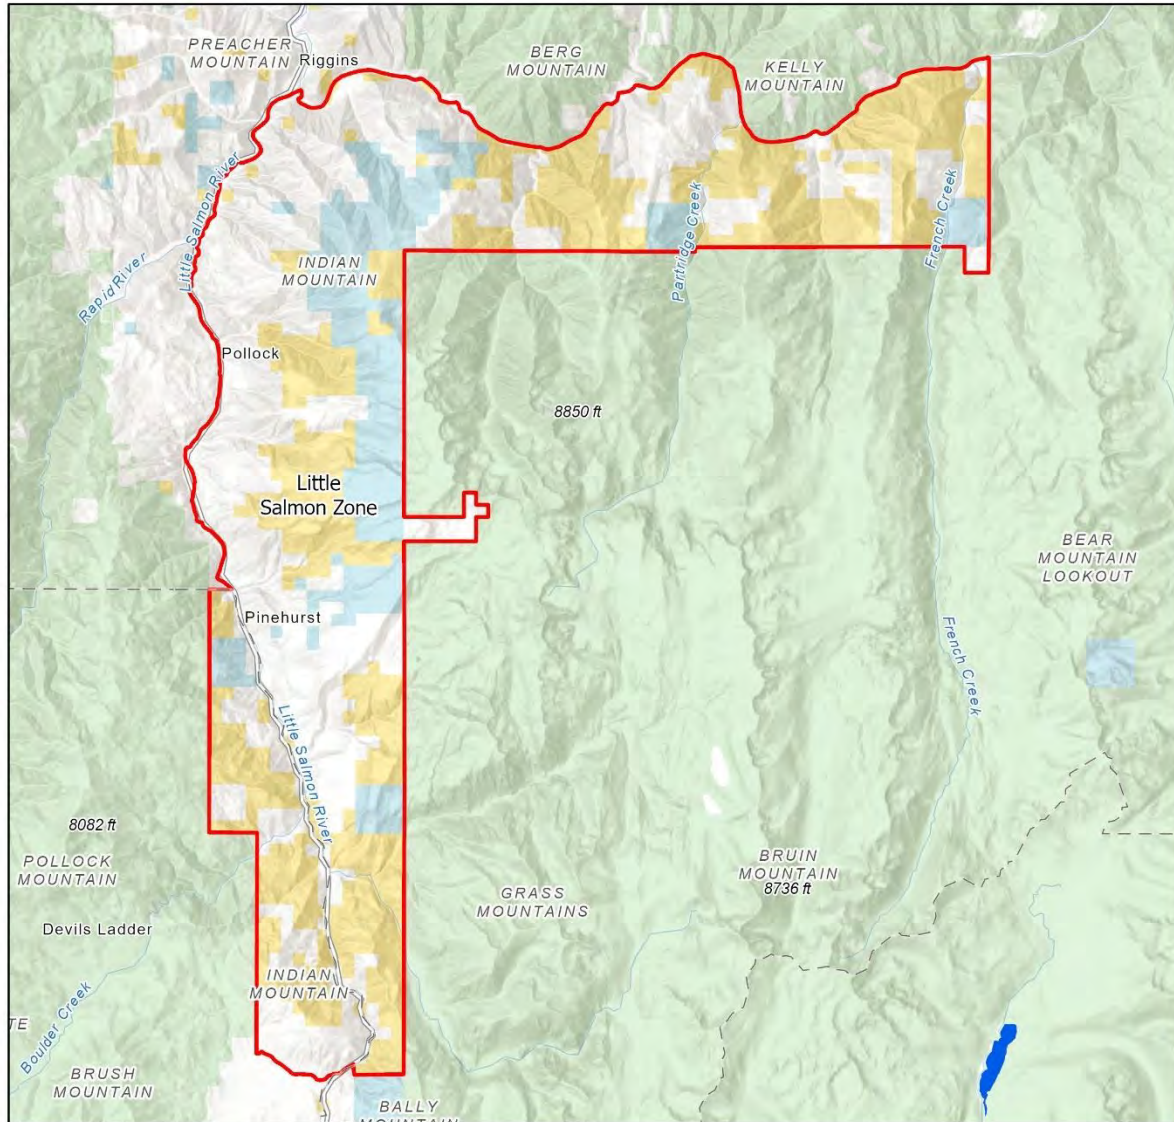 PREACHER
MOUNTAIN
Riggins
BERG
MOUNTAIN
KELLY
MOUNTAIN
Little Salmon River
Rapid River
INDIAN
MOUNTAIN
Partridge Creek
French Creek
Pollock
8850 ft
Little
Salmon Zone
BEAR
MOUNTAIN
LOOKOUT
Pinehurst
French Creek
Little Salmon River
8082 ft
POLLOCK
MOUNTAIN
BRUIN
MOUNTAIN
8736 ft
GRASS
MOUNTAINS
Devils Ladder
INDIAN
MOUNTAIN
Boulder Creek
TE
BRUSH
MOUNTAIN
BALLY
MOUNTAIN